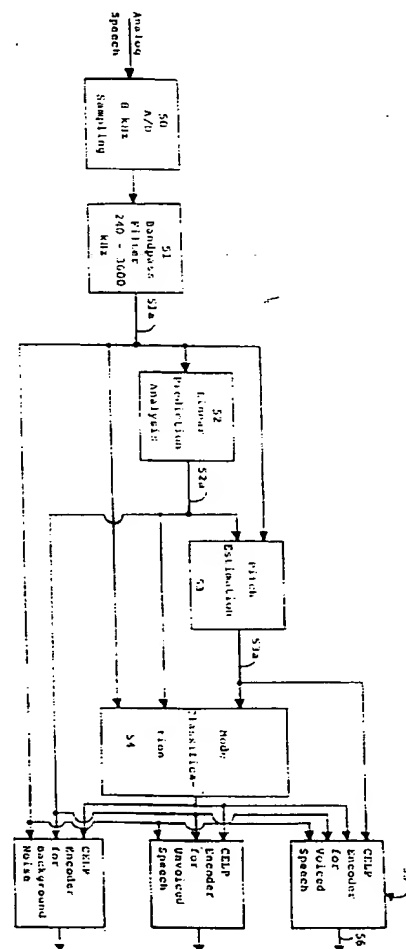 Analog
Speech
50
A/D
8 kHz
Sampling
51
Bandpass
Filter
240 - 3600
kHz
51a
52
Linear
Prediction
Analysis
52a
Pitch
Estimation
53
53a
Mode
Classifica-
tion
54
CELP
Encoder
for
Voiced
Speech
56
CELP
Encoder
for
Unvoiced
Speech
CELP
Encoder
for
Background
Noise